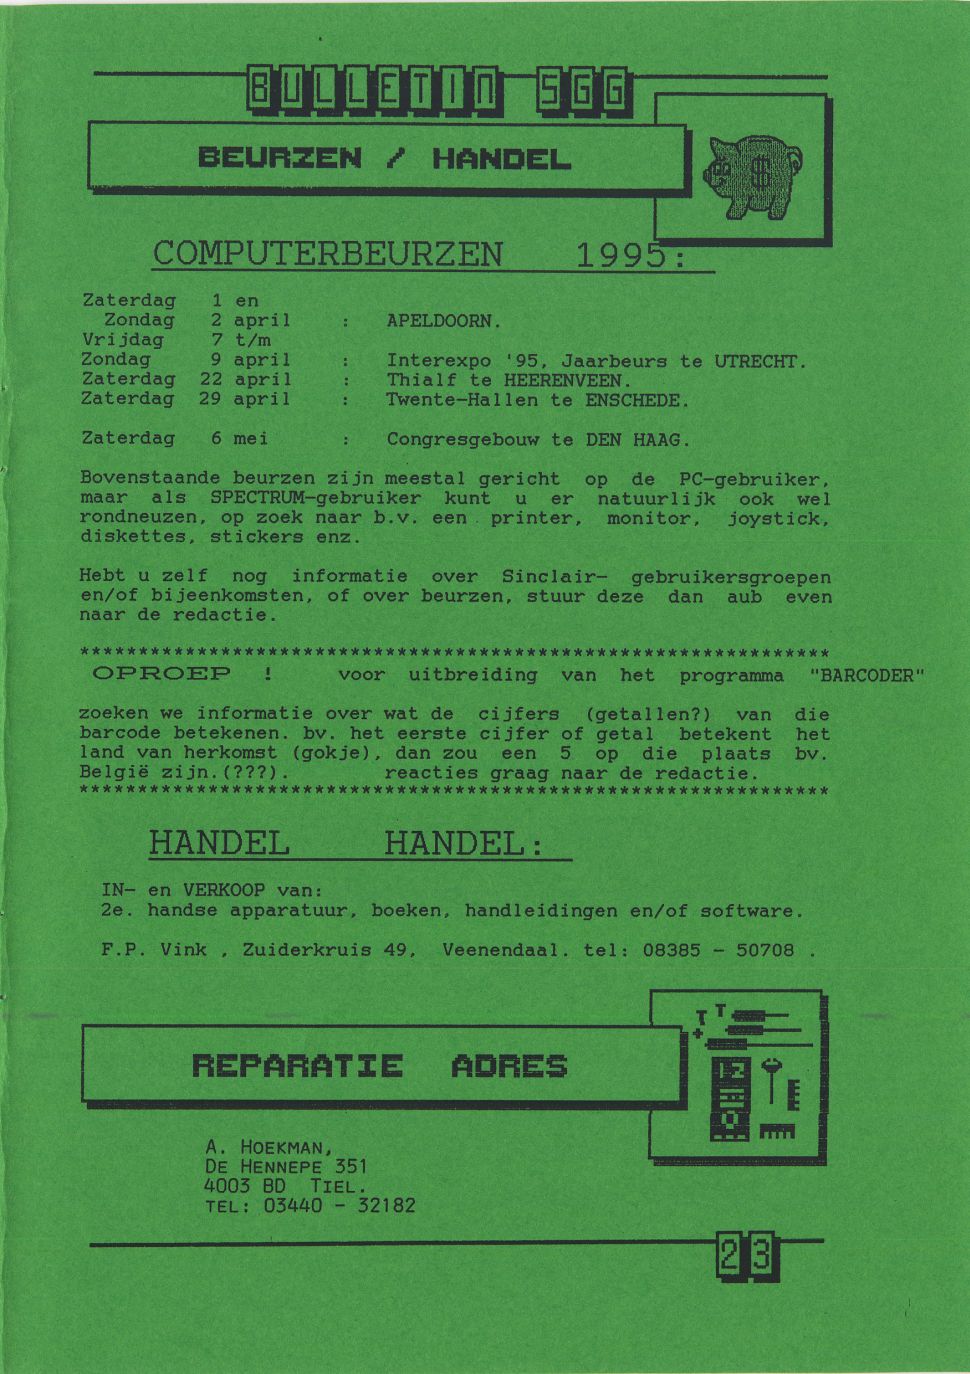 BULLETIN SGG
BEURZEN / HANDEL
$
COMPUTERBEURZEN 1995:
Zaterdag 1 en
Zondag 2 april : APELDOORN.
Vrijdag 7 t/m
Zondag 9 april : Interexpo '95, Jaarbeurs te UTRECHT.
Zaterdag 22 april : Thialf te HEERENVEEN.
Zaterdag 29 april : Twente-Hallen te ENSCHEDE.
Zaterdag 6 mei : Congresgebouw te DEN HAAG.
Bovenstaande beurzen zijn meestal gericht op de PC-gebruiker,
maar als SPECTRUM-gebruiker kunt u er natuurlijk ook wel
rondneuzen, op zoek naar b.v. een printer, monitor, joystick,
diskettes, stickers enz.
Hebt u zelf nog informatie over Sinclair- gebruikersgroepen
en/of bijeenkomsten, of over beurzen, stuur deze dan aub even
naar de redactie.
****************************************************************
OPROEP ! voor uitbreiding van het programma "BARCODER"
zoeken we informatie over wat de cijfers (getallen?) van die
barcode betekenen. bv. het eerste cijfer of getal betekent het
land van herkomst (gokje), dan zou een 5 op die plaats bv.
België zijn.(???). reacties graag naar de redactie.
****************************************************************
HANDEL HANDEL:
IN- en VERKOOP van:
2e. handse apparatuur, boeken, handleidingen en/of software.
F.P. Vink , Zuiderkruis 49, Veenendaal. tel: 08385 - 50708 .
REPARATIE ADRES
A. HOEKMAN,
DE HENNEPE 351
4003 BD TIEL.
TEL: 03440 - 32182
23